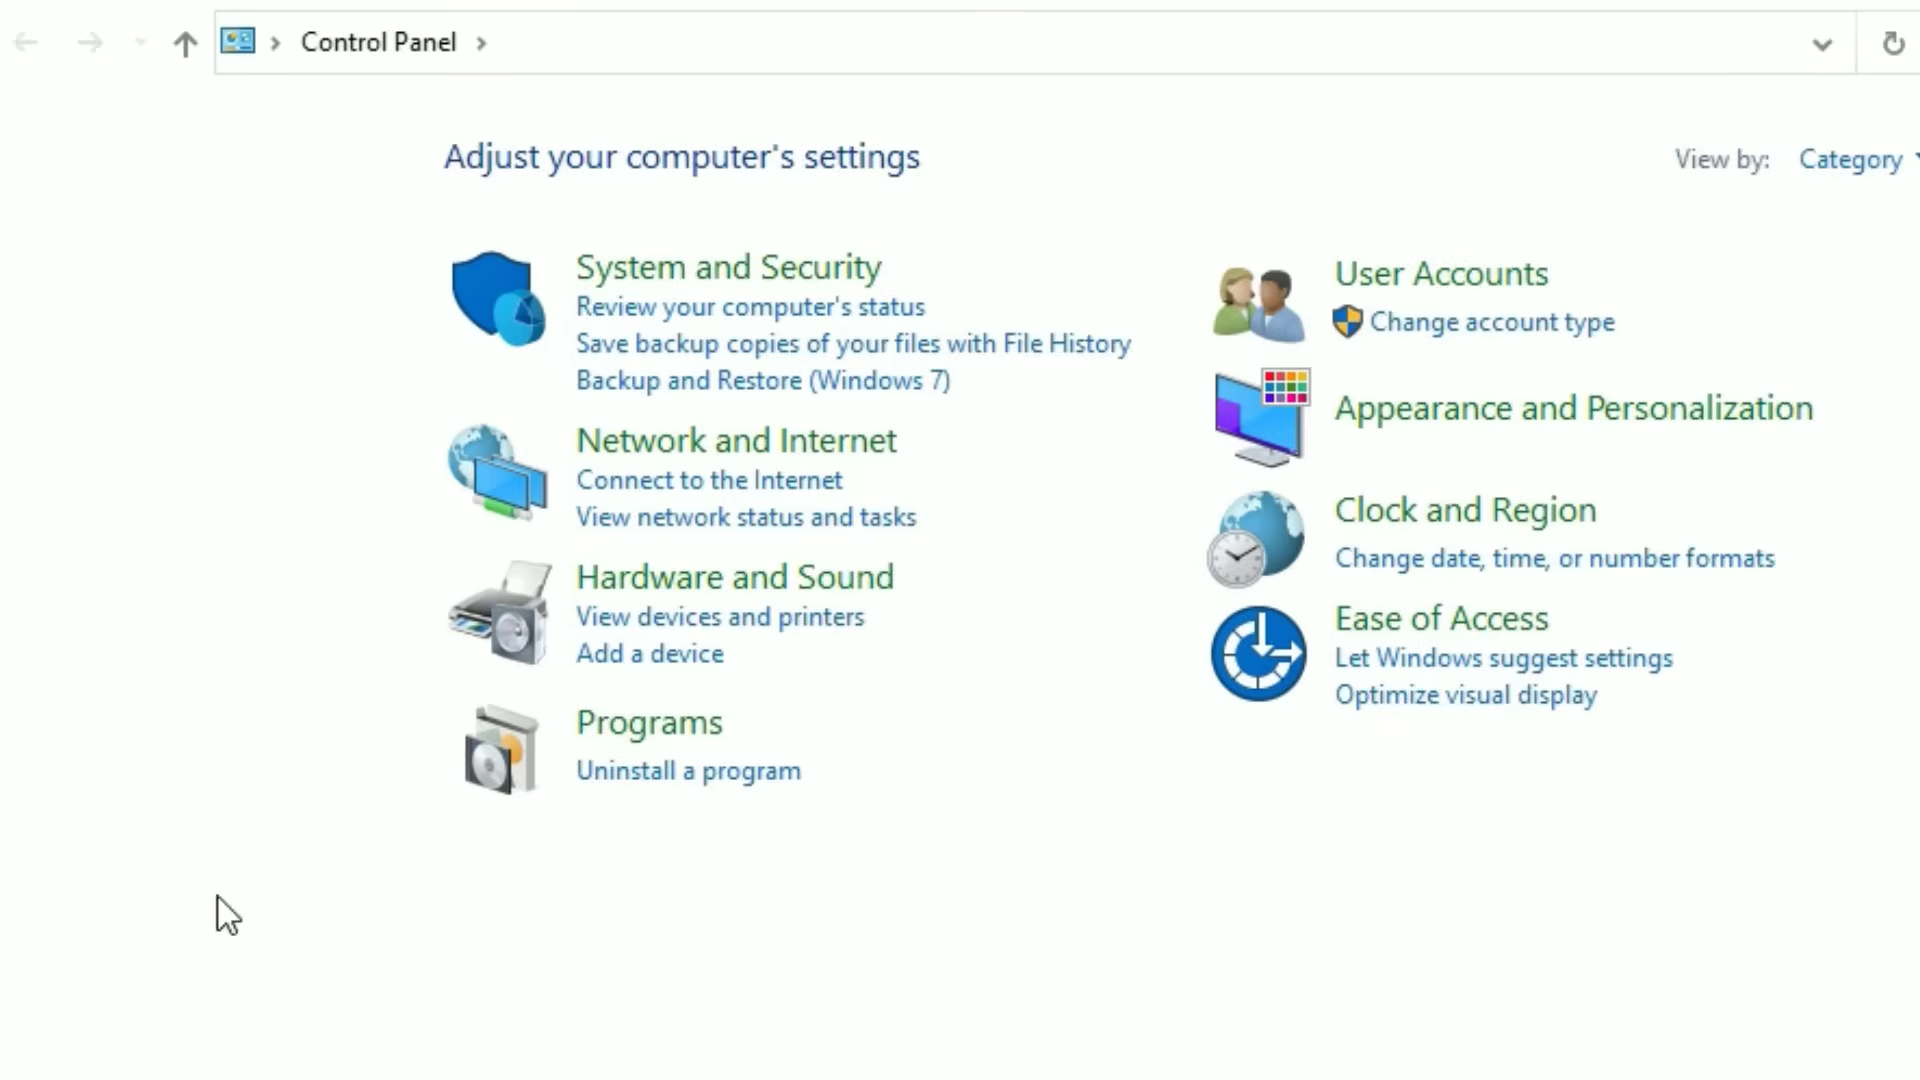 Control Panel
Adjust your computer's settings
View by: Category
System and Security
Review your computer's status
Save backup copies of your files with File History
Backup and Restore (Windows 7)
Network and Internet
Connect to the Internet
View network status and tasks
Hardware and Sound
View devices and printers
Add a device
Programs
Uninstall a program
User Accounts
Change account type
Appearance and Personalization
Clock and Region
Change date, time, or number formats
Ease of Access
Let Windows suggest settings
Optimize visual display